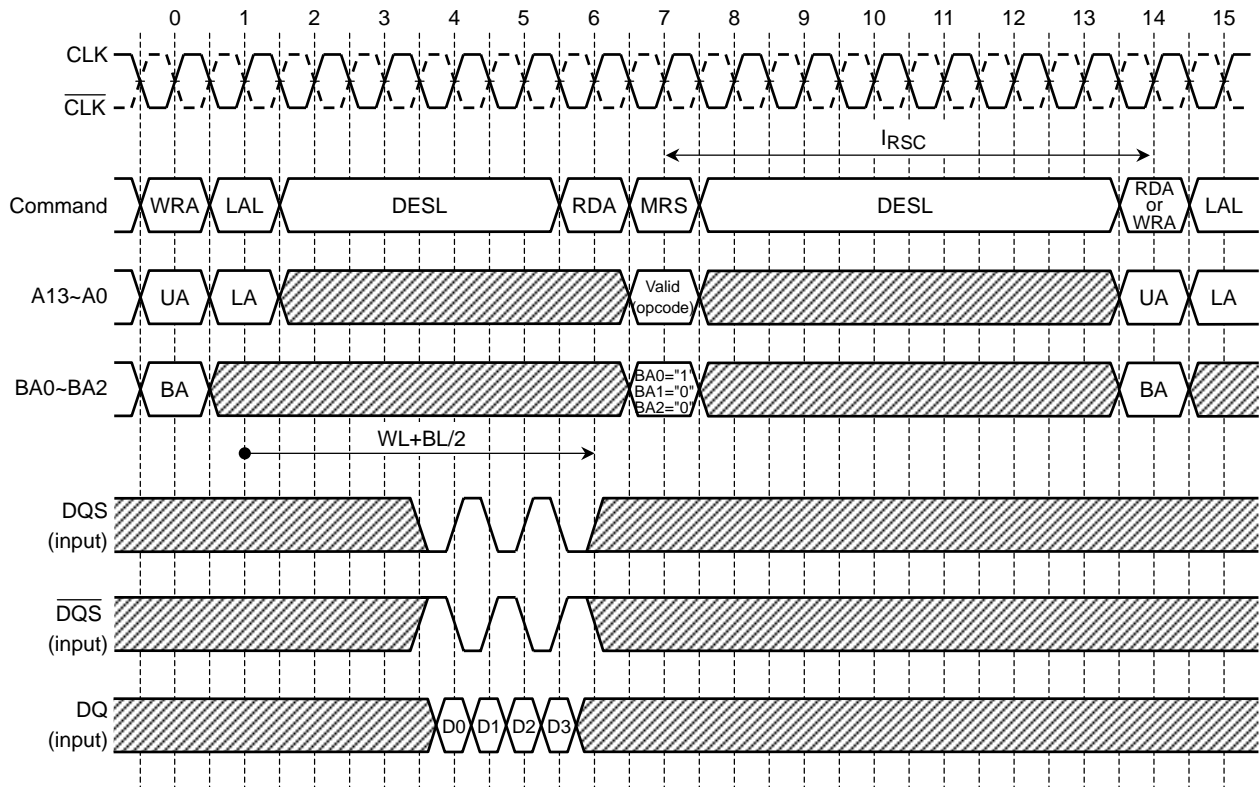 0 1 2 3 4 5 6 7 8 9 10 11 12 13 14 15
CLK
CLK
IRSC
Command WRA LAL DESL RDA MRS DESL RDA or WRA LAL
A13~A0 UA LA Valid (opcode) UA LA
BA0~BA2 BA BA0="1" BA1="0" BA2="0" BA
WL+BL/2
DQS
(input)
DQS
(input)
DQ
(input)
D0 D1 D2 D3